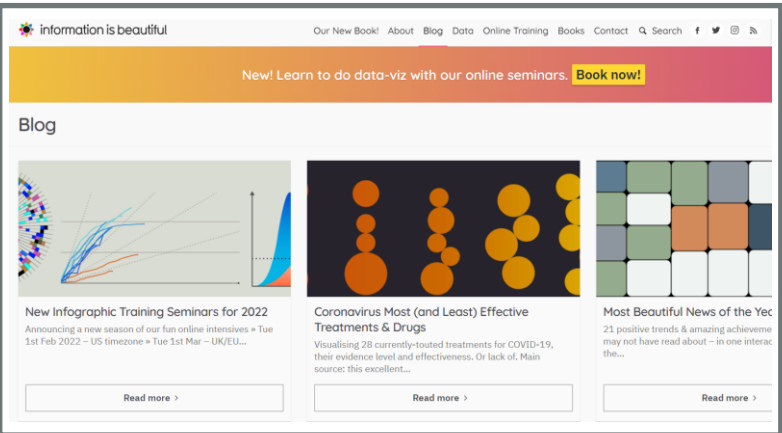 information is beautiful
Our New Book! About Blog Data Online Training Books Contact Search
New! Learn to do data-viz with our online seminars. Book now!
Blog
New Infographic Training Seminars for 2022
Announcing a new season of our fun online intensives » Tue
1st Feb 2022 – US timezone » Tue 1st Mar – UK/EU...
Read more >
Coronavirus Most (and Least) Effective
Treatments & Drugs
Visualising 28 currently-touted treatments for COVID-19,
their evidence level and effectiveness. Or lack of. Main
source: this excellent...
Read more >
Most Beautiful News of the
21 positive trends & amazing
may not have read about – in one
the...
Read more >